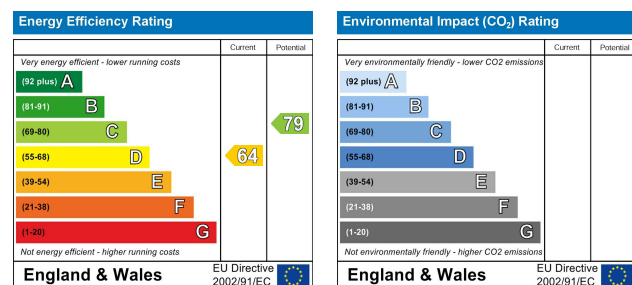 Energy Efficiency Rating
Current Potential
Very energy efficient - lower running costs
(92 plus) A
(81-91) B
(69-80) C
79
(55-68) D
64
(39-54) E
(21-38) F
(1-20) G
Not energy efficient - higher running costs
England & Wales
EU Directive
2002/91/EC
Environmental Impact (CO₂) Rating
Current Potential
Very environmentally friendly - lower CO2 emissions
(92 plus) A
(81-91) B
(69-80) C
(55-68) D
(39-54) E
(21-38) F
(1-20) G
Not environmentally friendly - higher CO2 emissions
England & Wales
EU Directive
2002/91/EC